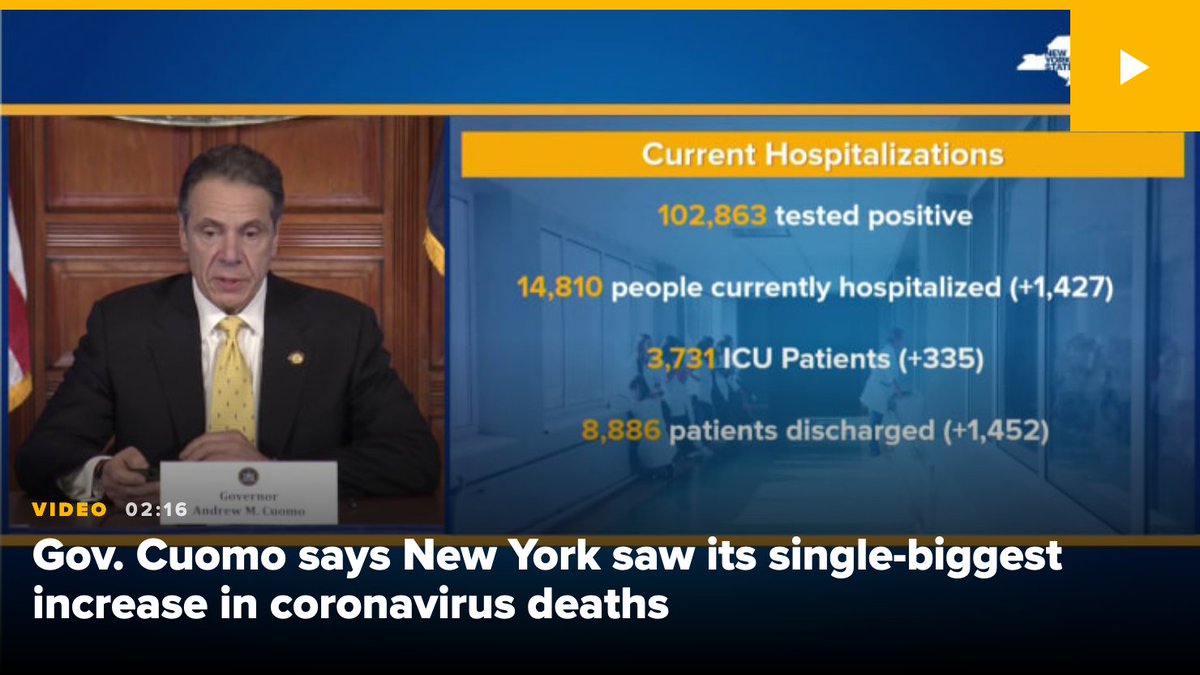 NEW
YORK
STATE
Current Hospitalizations
102,863 tested positive
14,810 people currently hospitalized (+1,427)
3,731 ICU Patients (+335)
8,886 patients discharged (+1,452)
Governor
Andrew M. Cuomo
VIDEO 02:16
Gov. Cuomo says New York saw its single-biggest
increase in coronavirus deaths